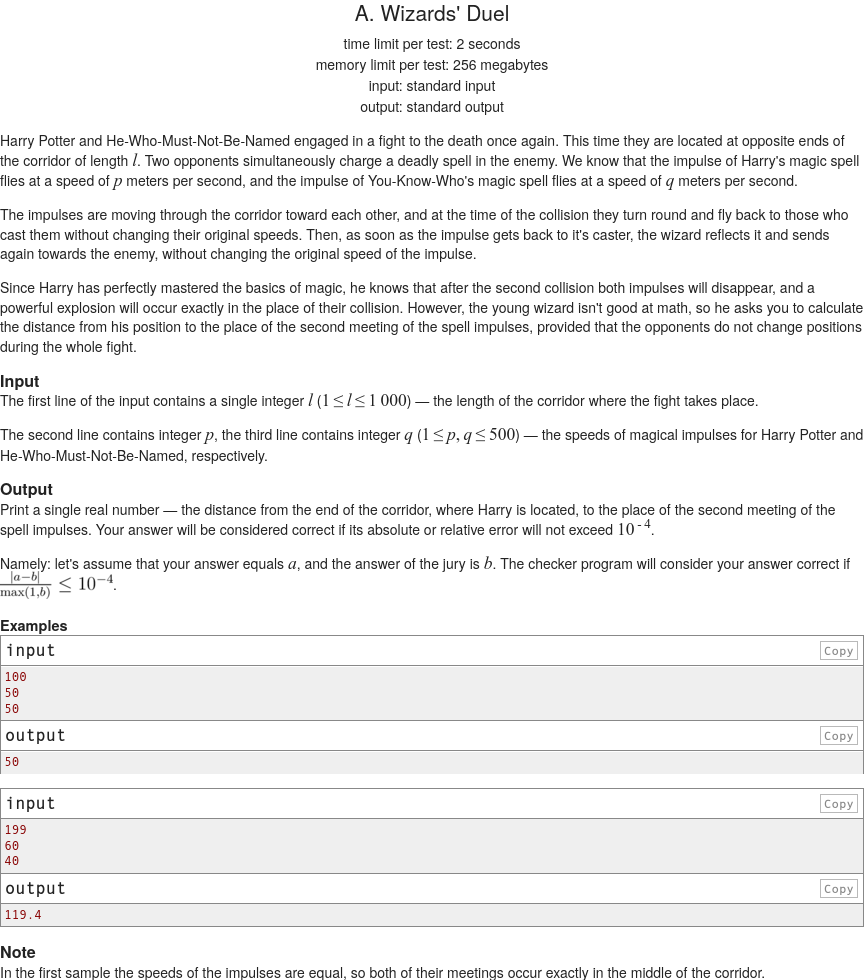 A. Wizards' Duel
time limit per test: 2 seconds
memory limit per test: 256 megabytes
input: standard input
output: standard output
Harry Potter and He-Who-Must-Not-Be-Named engaged in a fight to the death once again. This time they are located at opposite ends of
the corridor of length l. Two opponents simultaneously charge a deadly spell in the enemy. We know that the impulse of Harry's magic spell
flies at a speed of p meters per second, and the impulse of You-Know-Who's magic spell flies at a speed of q meters per second.
The impulses are moving through the corridor toward each other, and at the time of the collision they turn round and fly back to those who
cast them without changing their original speeds. Then, as soon as the impulse gets back to it's caster, the wizard reflects it and sends
again towards the enemy, without changing the original speed of the impulse.
Since Harry has perfectly mastered the basics of magic, he knows that after the second collision both impulses will disappear, and a
powerful explosion will occur exactly in the place of their collision. However, the young wizard isn't good at math, so he asks you to calculate
the distance from his position to the place of the second meeting of the spell impulses, provided that the opponents do not change positions
during the whole fight.
Input
The first line of the input contains a single integer l (1 ≤ l ≤ 1 000) — the length of the corridor where the fight takes place.
The second line contains integer p, the third line contains integer q (1 ≤ p, q ≤ 500) — the speeds of magical impulses for Harry Potter and
He-Who-Must-Not-Be-Named, respectively.
Output
Print a single real number — the distance from the end of the corridor, where Harry is located, to the place of the second meeting of the
spell impulses. Your answer will be considered correct if its absolute or relative error will not exceed 10^{-4}.
Namely: let's assume that your answer equals a, and the answer of the jury is b. The checker program will consider your answer correct if
|a−b| / max(1,b) ≤ 10^{−4}.
Examples
input Copy
100
50
50
output Copy
50
input Copy
199
60
40
output Copy
119.4
Note
In the first sample the speeds of the impulses are equal, so both of their meetings occur exactly in the middle of the corridor.